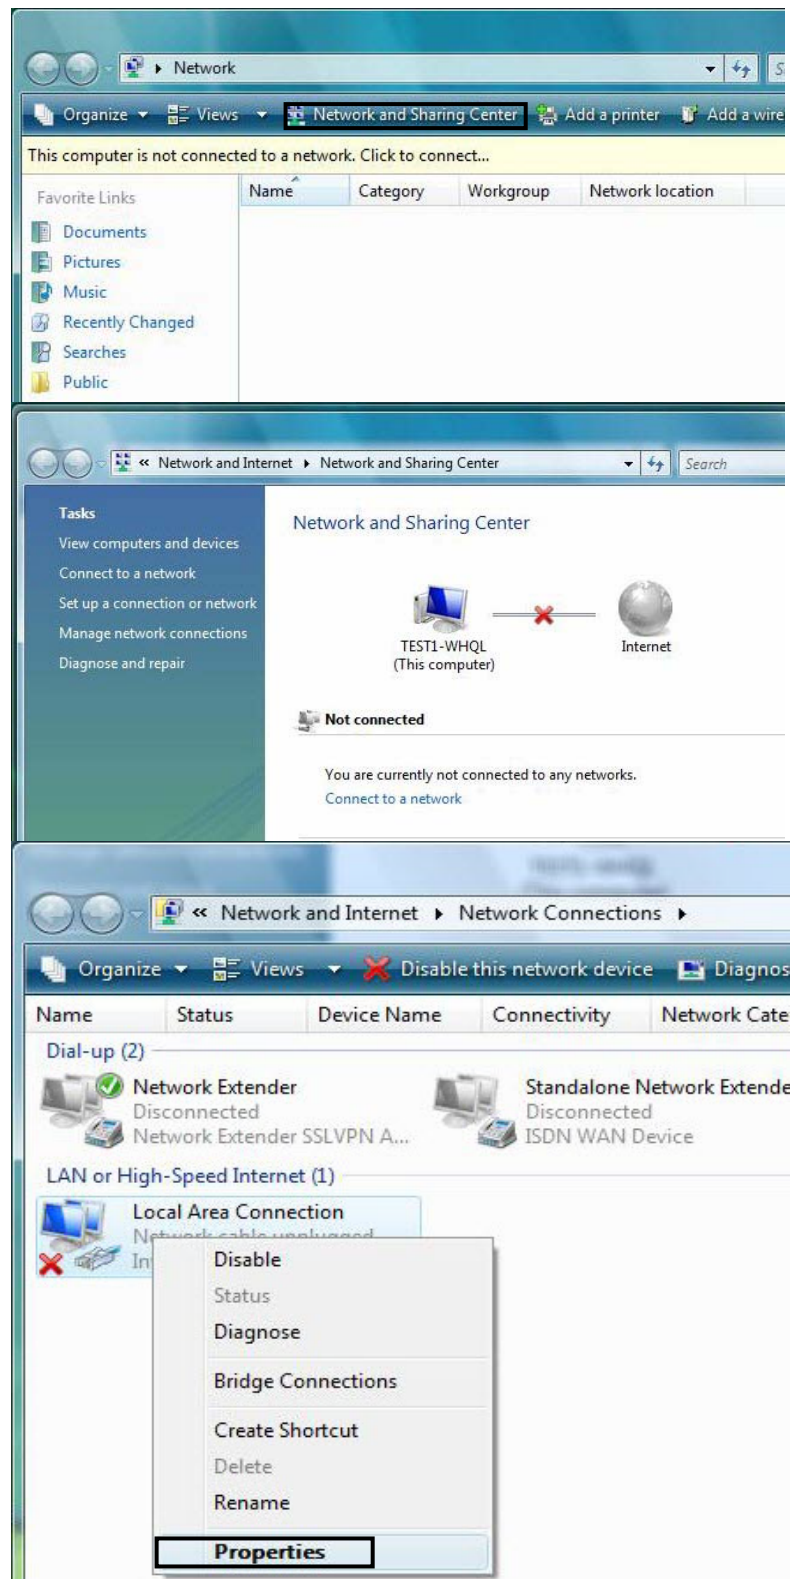 Network
Organize Views Network and Sharing Center Add a printer Add a wire
This computer is not connected to a network. Click to connect...
Favorite Links Name Category Workgroup Network location
Documents
Pictures
Music
Recently Changed
Searches
Public
« Network and Internet Network and Sharing Center Search
Tasks
View computers and devices
Connect to a network
Set up a connection or network
Manage network connections
Diagnose and repair
Network and Sharing Center
TEST1-WHQL
(This computer)
Internet
Not connected
You are currently not connected to any networks.
Connect to a network
« Network and Internet Network Connections
Organize Views Disable this network device Diagnos
Name Status Device Name Connectivity Network Cate
Dial-up (2)
Network Extender
Disconnected
Network Extender SSLVPN A...
Standalone Network Extende
Disconnected
ISDN WAN Device
LAN or High-Speed Internet (1)
Local Area Connection
Network cable unplugged
Disable
Status
Diagnose
Bridge Connections
Create Shortcut
Delete
Rename
Properties